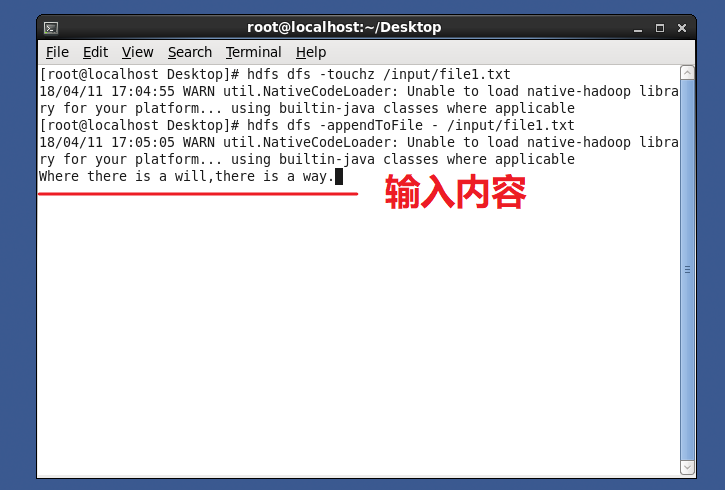 root@localhost:~/Desktop
File Edit View Search Terminal Help
[root@localhost Desktop]# hdfs dfs -touchz /input/file1.txt
18/04/11 17:04:55 WARN util.NativeCodeLoader: Unable to load native-hadoop libra
ry for your platform... using builtin-java classes where applicable
[root@localhost Desktop]# hdfs dfs -appendToFile - /input/file1.txt
18/04/11 17:05:05 WARN util.NativeCodeLoader: Unable to load native-hadoop libra
ry for your platform... using builtin-java classes where applicable
Where there is a will,there is a way.
输入内容